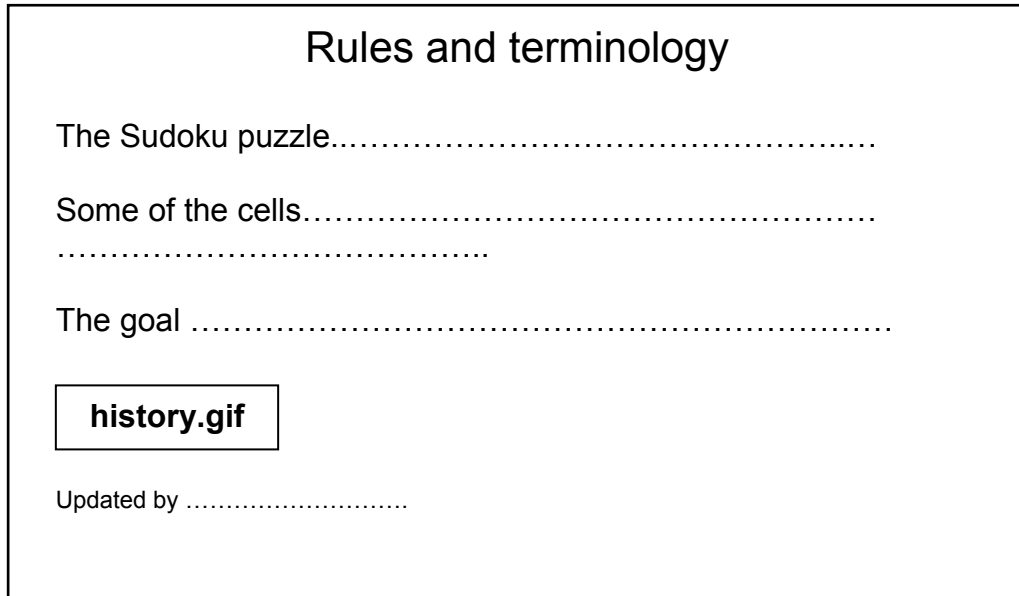 Rules and terminology
The Sudoku puzzle..…………………………………………..…
Some of the cells………………………………………………
…………………………………..
The goal …………………………………………………………
history.gif
Updated by ……………………….